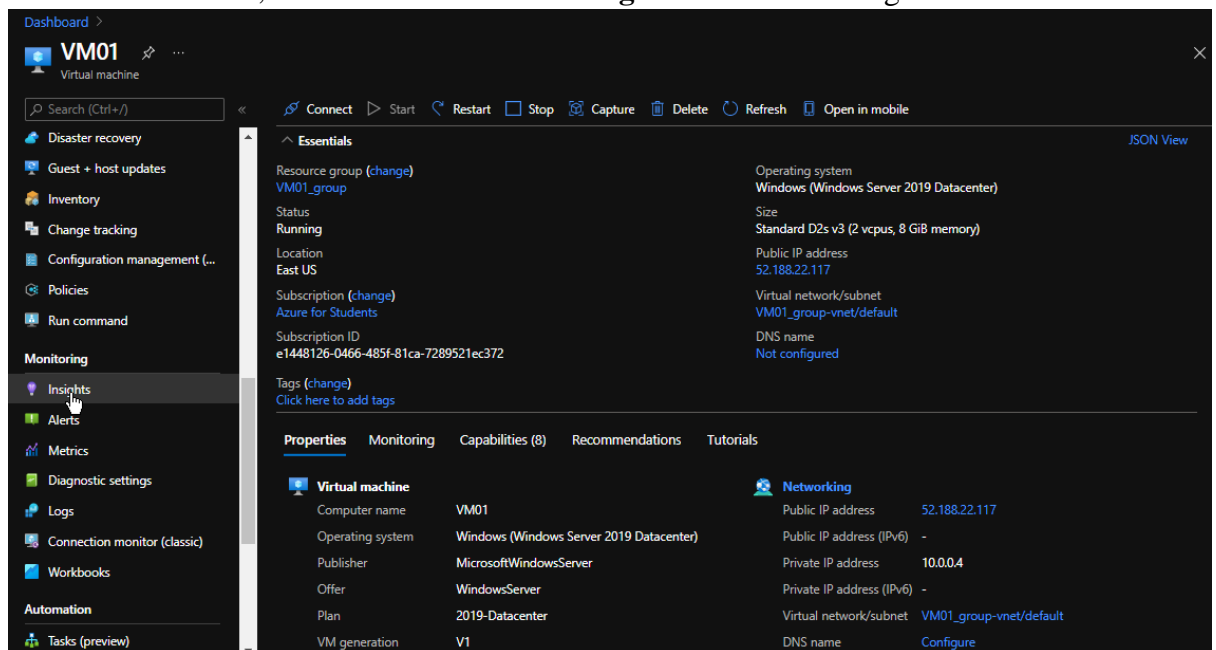 Dashboard >
VM01 ...
Virtual machine
Search (Ctrl+/)
«
Disaster recovery
Guest + host updates
Inventory
Change tracking
Configuration management (...
Policies
Run command
Monitoring
Insights
Alerts
Metrics
Diagnostic settings
Logs
Connection monitor (classic)
Workbooks
Automation
Tasks (preview)
Connect Start Restart Stop Capture Delete Refresh Open in mobile
Essentials JSON View
Resource group (change)
VM01_group
Status
Running
Location
East US
Subscription (change)
Azure for Students
Subscription ID
e1448126-0466-485f-81ca-7289521ec372
Tags (change)
Click here to add tags
Operating system
Windows (Windows Server 2019 Datacenter)
Size
Standard D2s v3 (2 vcpus, 8 GiB memory)
Public IP address
52.188.22.117
Virtual network/subnet
VM01_group-vnet/default
DNS name
Not configured
Properties Monitoring Capabilities (8) Recommendations Tutorials
Virtual machine
Computer name VM01
Operating system Windows (Windows Server 2019 Datacenter)
Publisher MicrosoftWindowsServer
Offer WindowsServer
Plan 2019-Datacenter
VM generation V1
Networking
Public IP address 52.188.22.117
Public IP address (IPv6) -
Private IP address 10.0.0.4
Private IP address (IPv6) -
Virtual network/subnet VM01_group-vnet/default
DNS name Configure